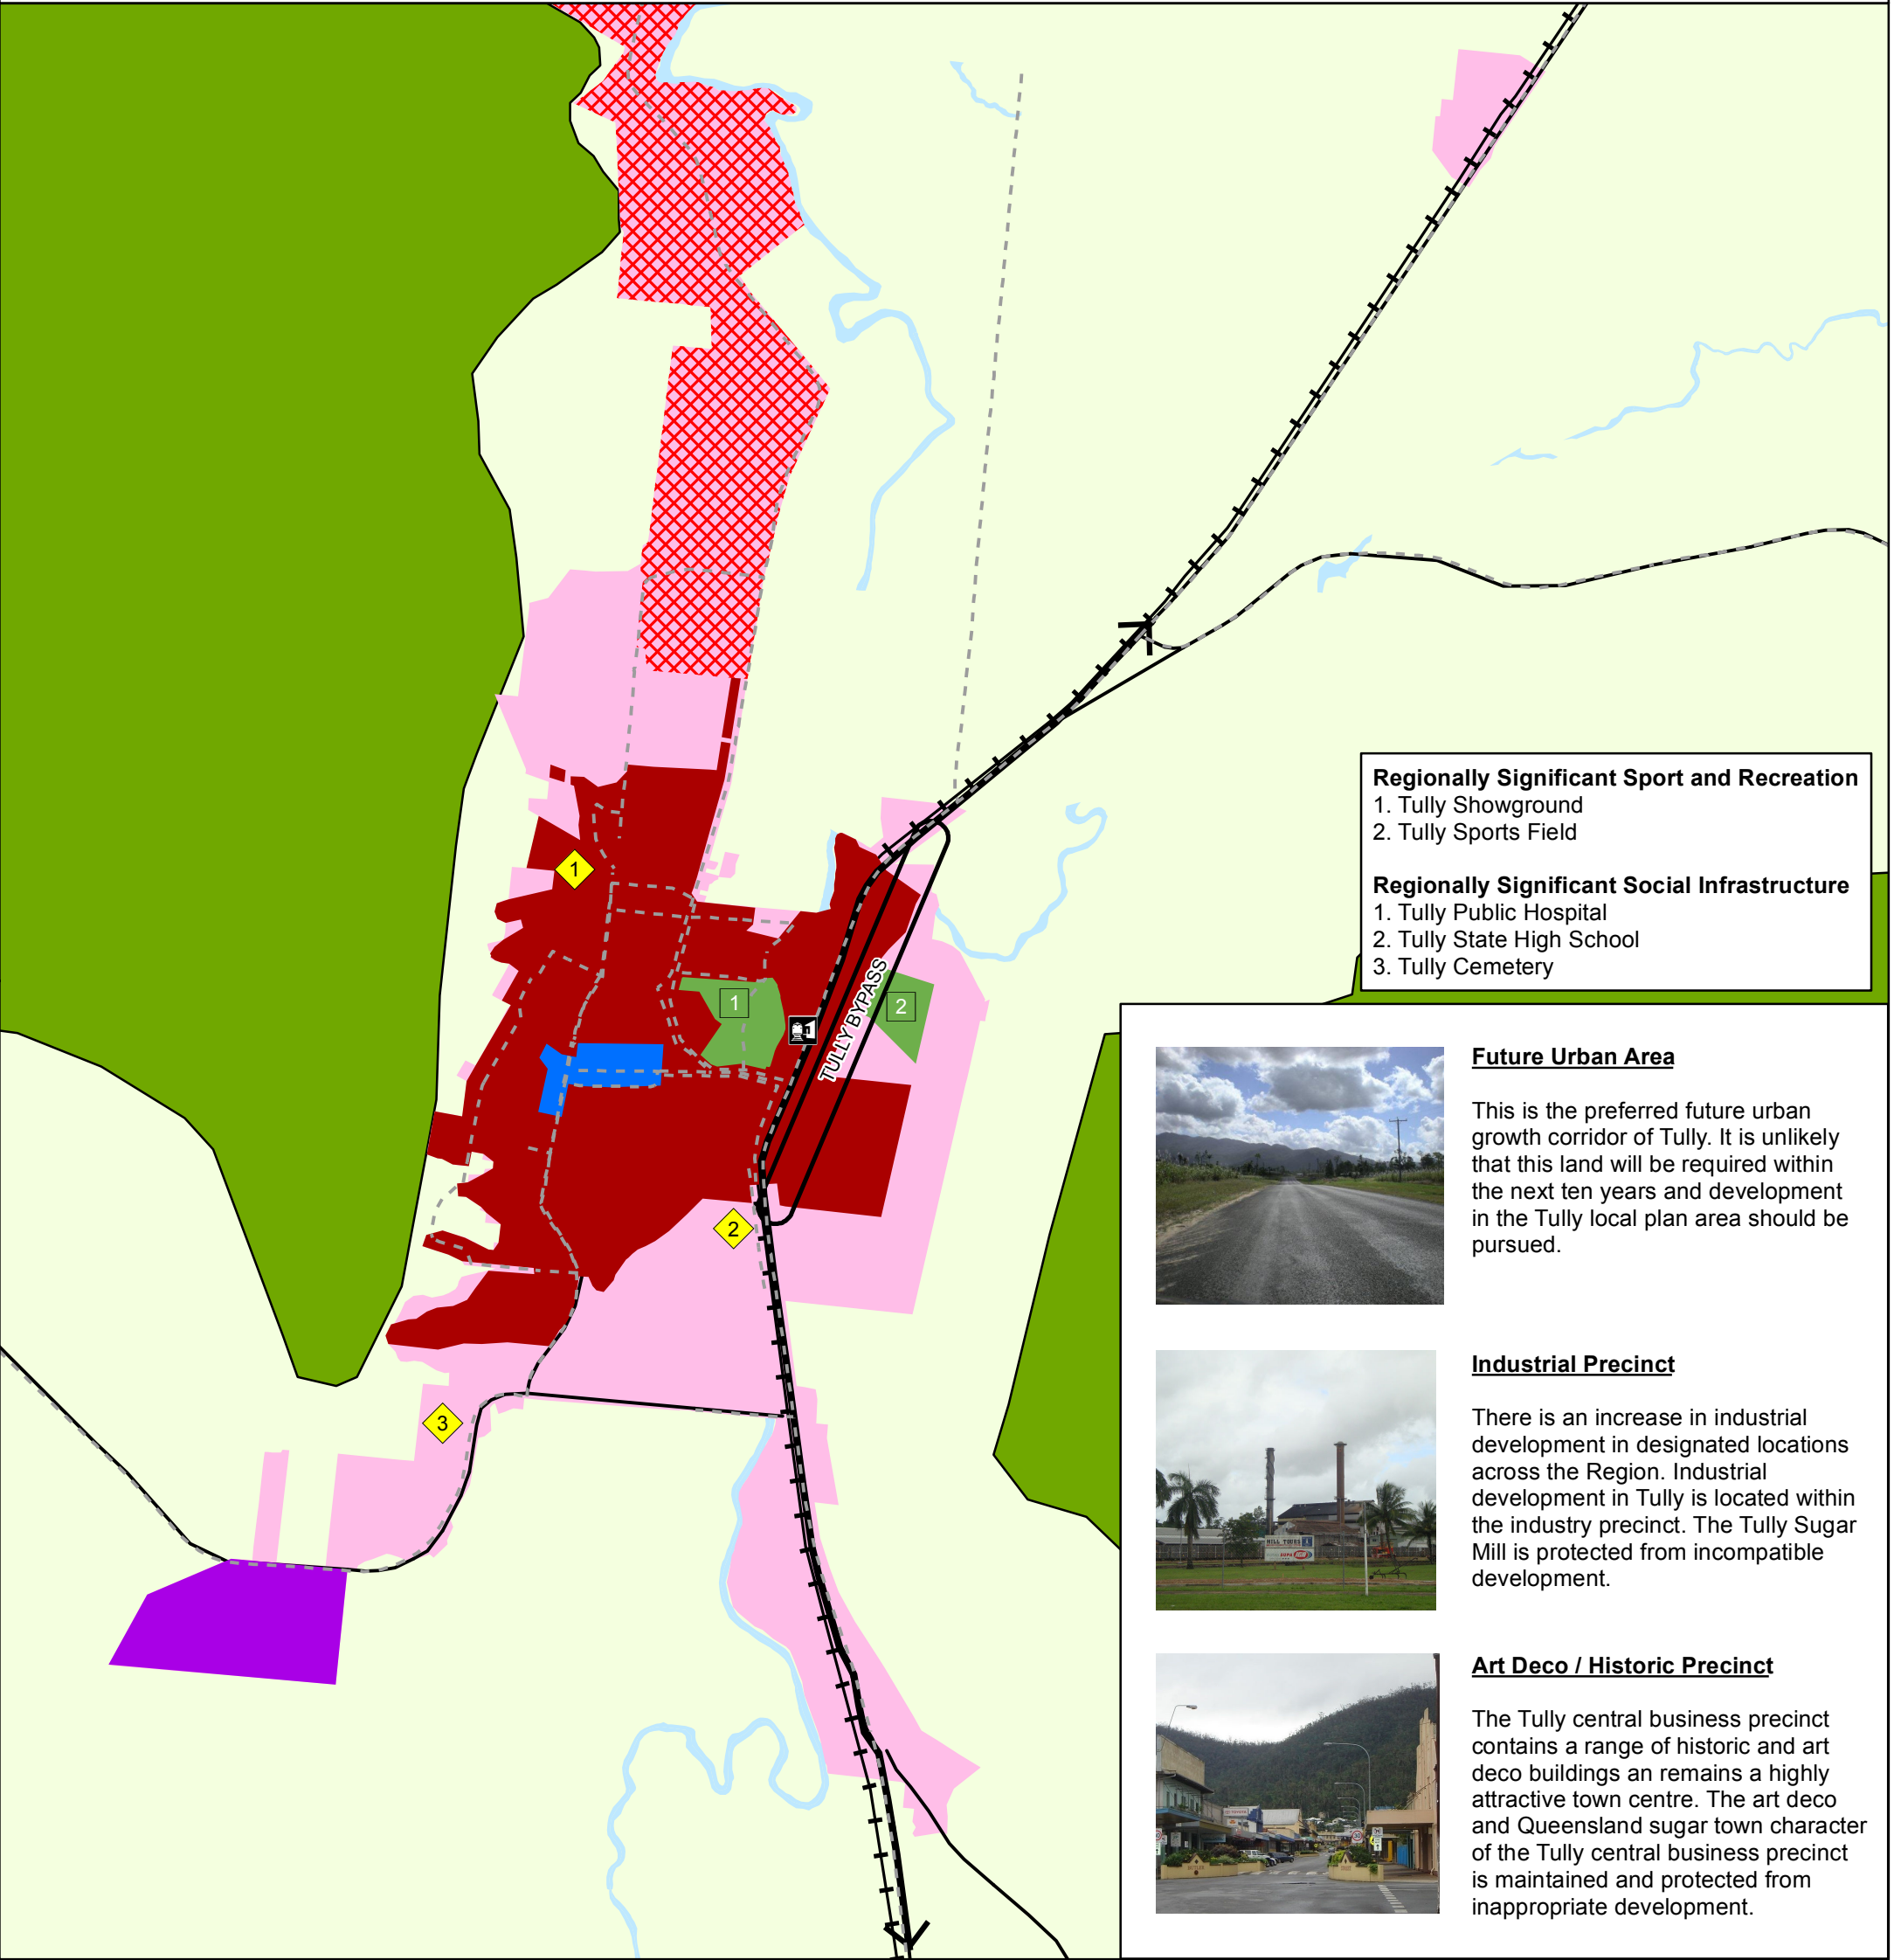 1
TULLY BYPASS
1
2
2
3
Regionally Significant Sport and Recreation
1. Tully Showground
2. Tully Sports Field
Regionally Significant Social Infrastructure
1. Tully Public Hospital
2. Tully State High School
3. Tully Cemetery
Future Urban Area
This is the preferred future urban
growth corridor of Tully. It is unlikely
that this land will be required within
the next ten years and development
in the Tully local plan area should be
pursued.
MILL TOURS
Industrial Precinct
There is an increase in industrial
development in designated locations
across the Region. Industrial
development in Tully is located within
the industry precinct. The Tully Sugar
Mill is protected from incompatible
development.
Art Deco / Historic Precinct
The Tully central business precinct
contains a range of historic and art
deco buildings an remains a highly
attractive town centre. The art deco
and Queensland sugar town character
of the Tully central business precinct
is maintained and protected from
inappropriate development.